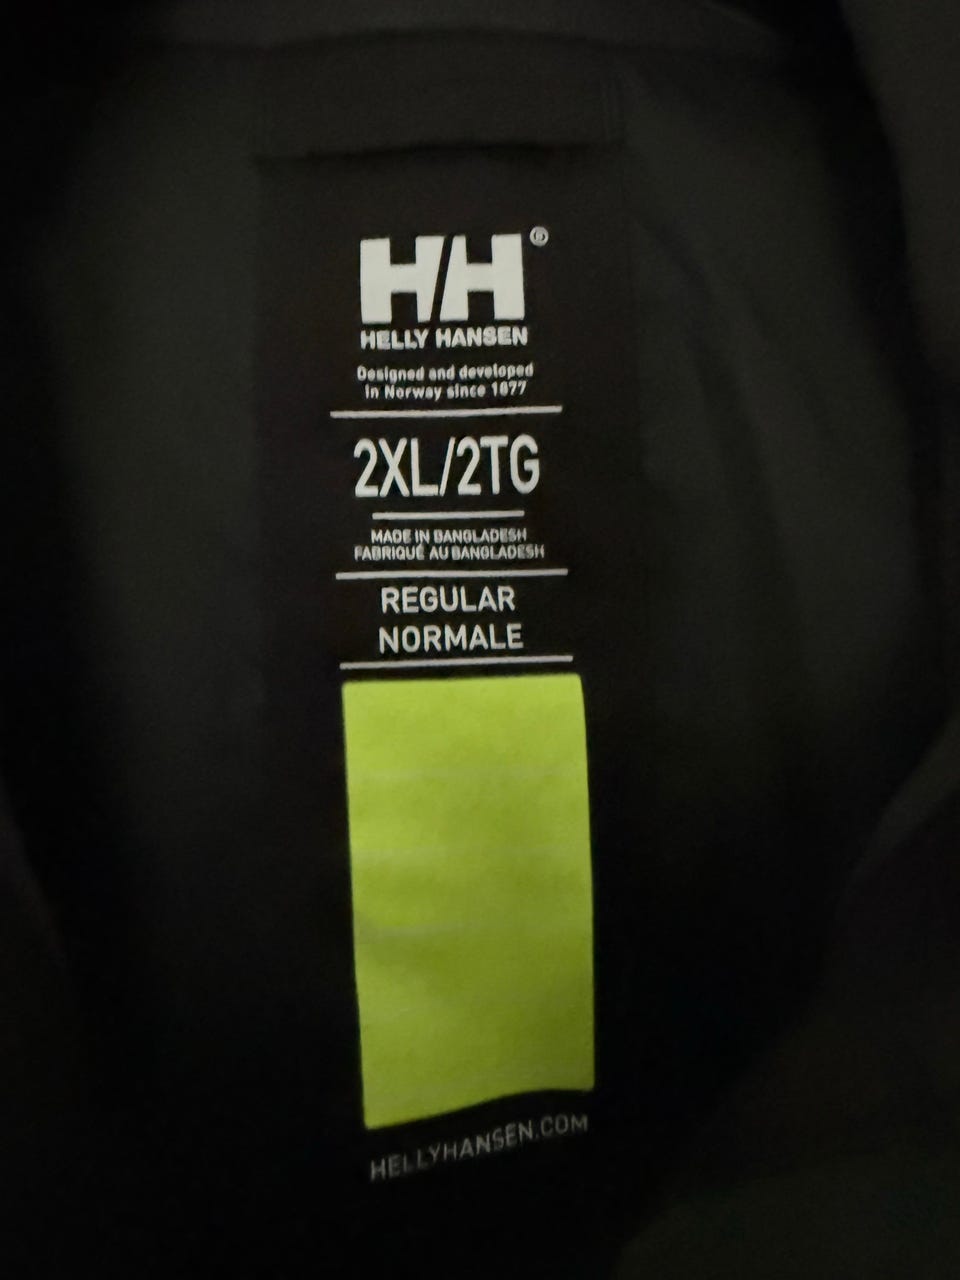 HH®
HELLY HANSEN
Designed and developed
in Norway since 1877
2XL/2TG
MADE IN BANGLADESH
FABRIQUÉ AU BANGLADESH
REGULAR
NORMALE
HELLYHANSEN.COM